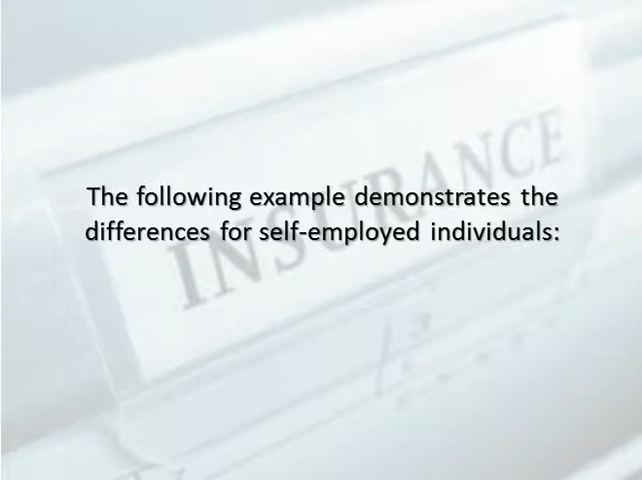 The following example demonstrates the
differences for self-employed individuals:
INSURANCE